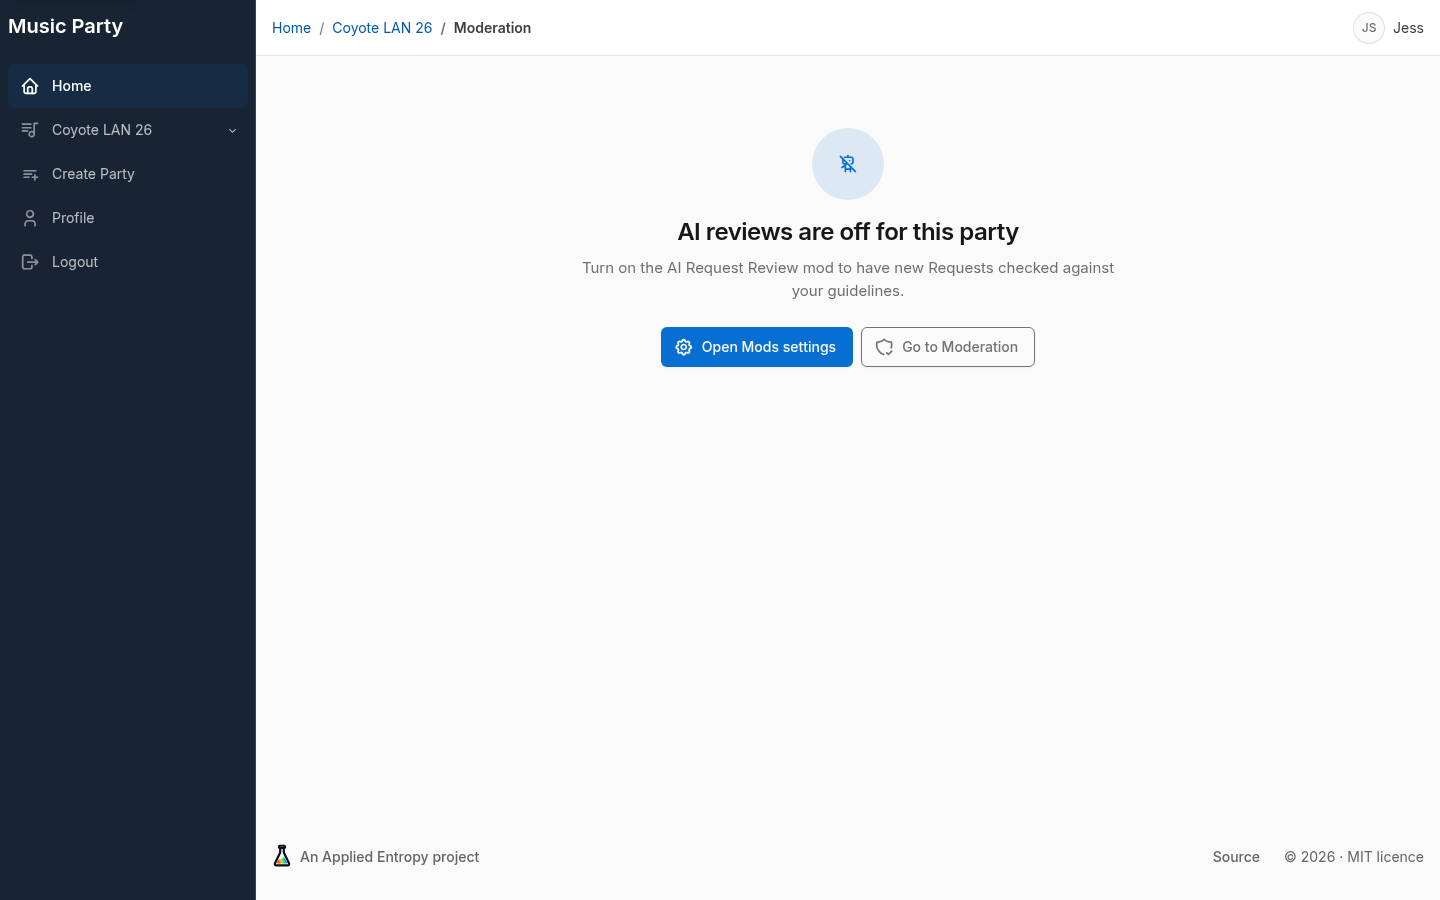 Music Party
Home / Coyote LAN 26 / Moderation
JS Jess
Home
Coyote LAN 26
Create Party
Profile
Logout
AI reviews are off for this party
Turn on the AI Request Review mod to have new Requests checked against
your guidelines.
Open Mods settings
Go to Moderation
An Applied Entropy project
Source
© 2026 · MIT licence